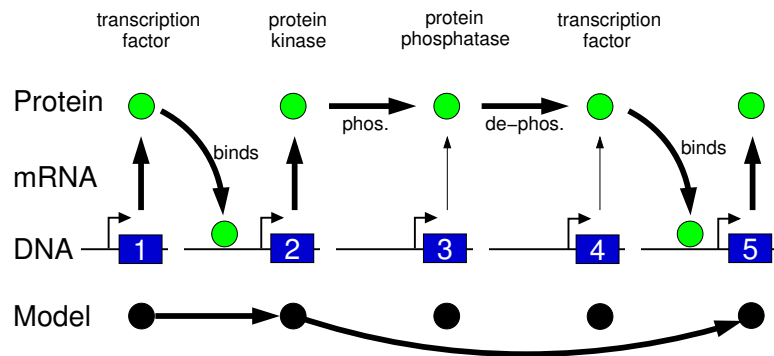 transcription
factor
protein
kinase
protein
phosphatase
transcription
factor
Protein
binds
phos.
de-phos.
binds
mRNA
DNA
1
2
3
4
5
Model